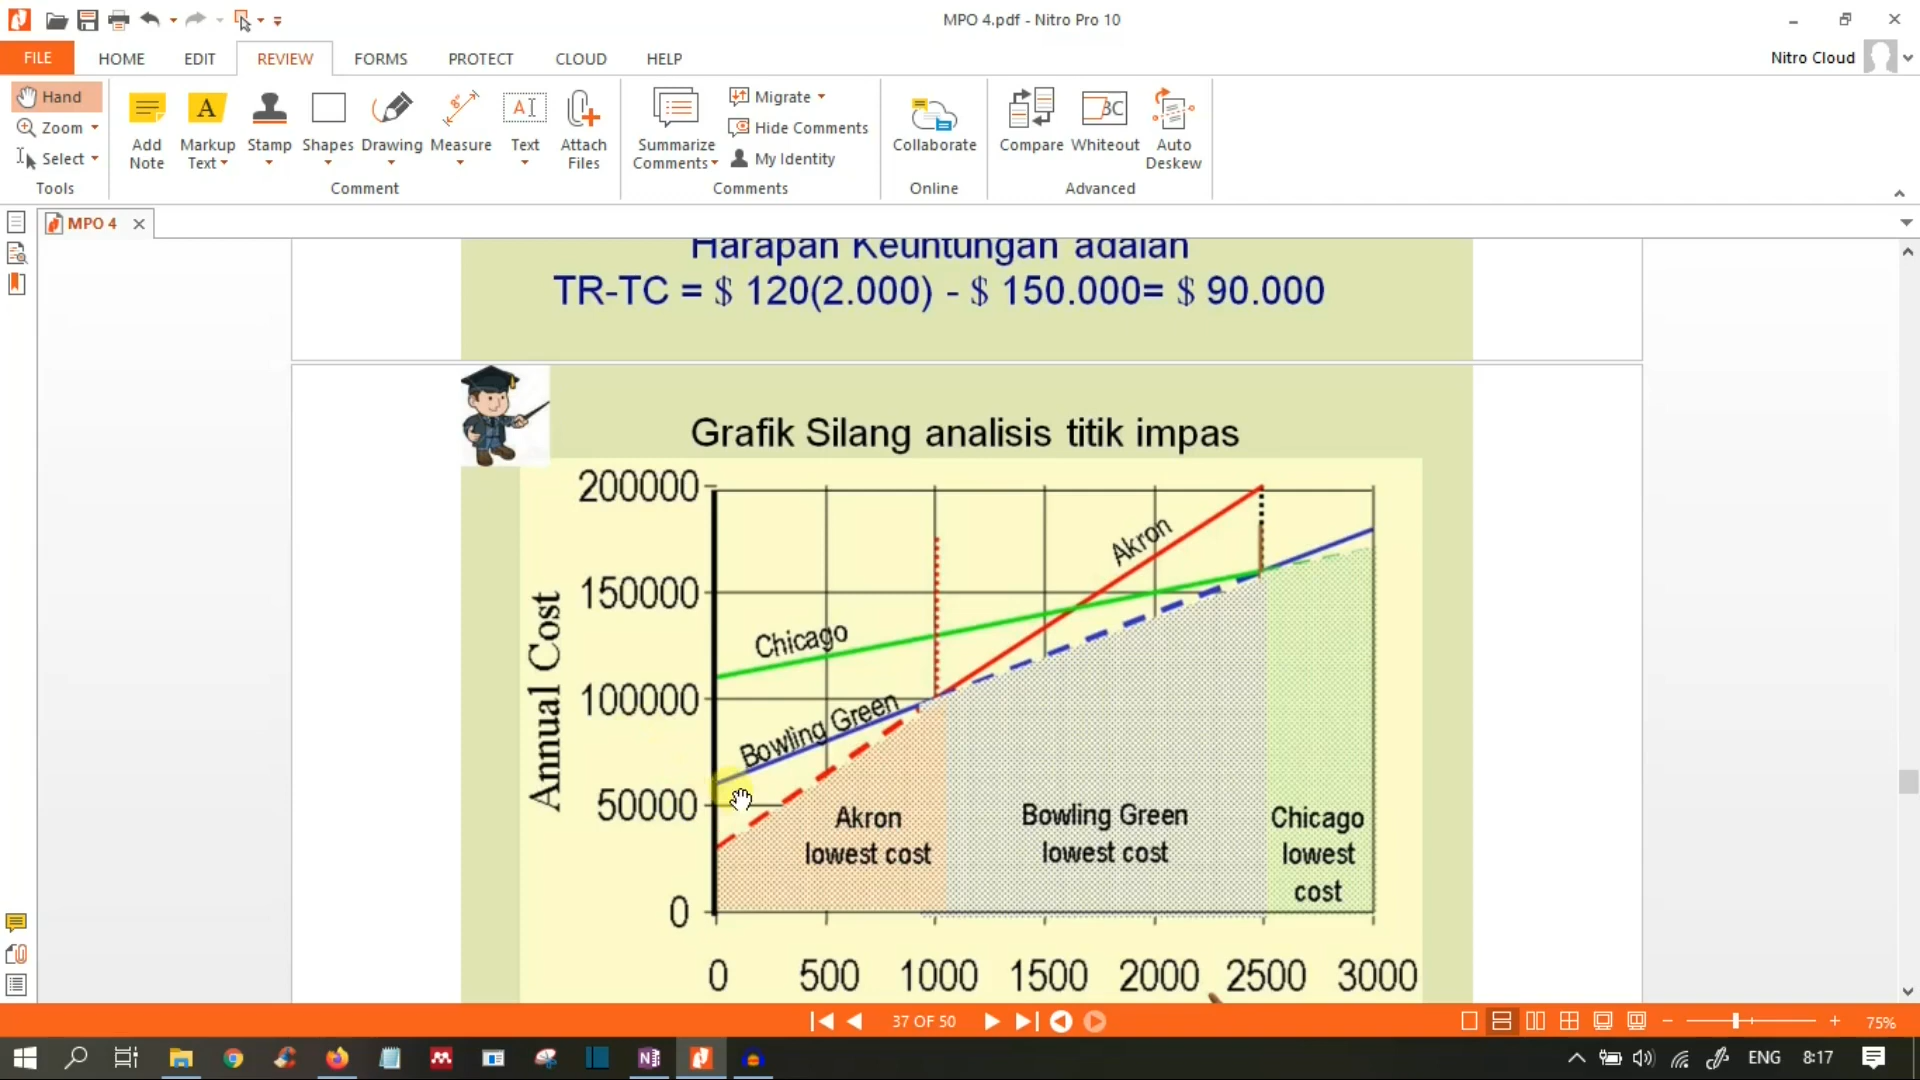 MPO 4.pdf - Nitro Pro 10
FILE
HOME
EDIT
REVIEW
FORMS
PROTECT
CLOUD
HELP
Nitro Cloud
Hand
Zoom
Select
Tools
Add Note
Markup Text
Stamp
Shapes
Drawing
Measure
Text
Attach Files
Comment
Summarize Comments
Migrate
Hide Comments
My Identity
Comments
Collaborate
Online
Compare
Whiteout
Auto Deskew
Advanced
MPO 4
Harapan Keuntungan adalah
TR-TC = $ 120(2.000) - $ 150.000= $ 90.000
Grafik Silang analisis titik impas
200000
150000
100000
50000
0
Annual Cost
Akron
Chicago
Bowling Green
Akron
lowest cost
Bowling Green
lowest cost
Chicago
lowest
cost
0 500 1000 1500 2000 2500 3000
37 OF 50
75%
ENG
8:17